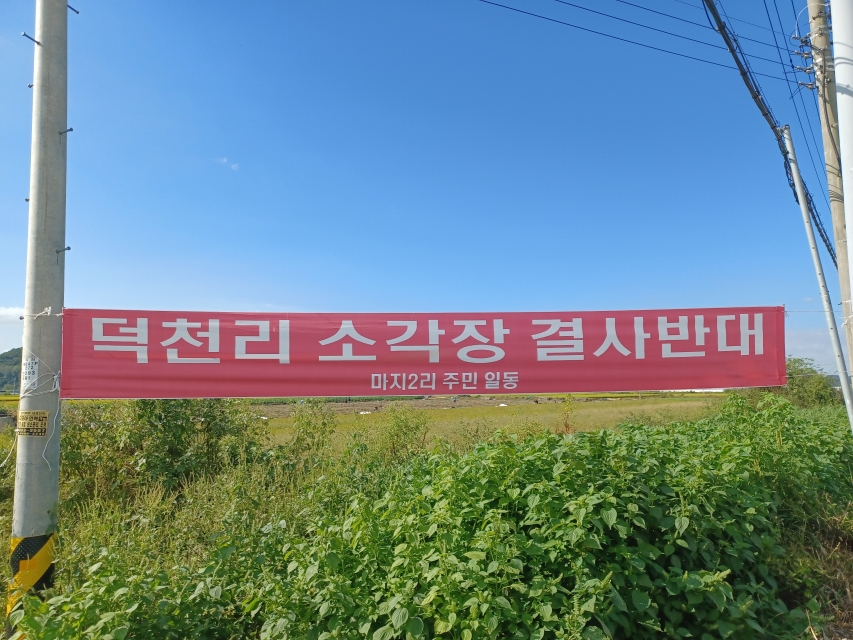 덕천리 소각장 결사반대
마지2리 주민 일동